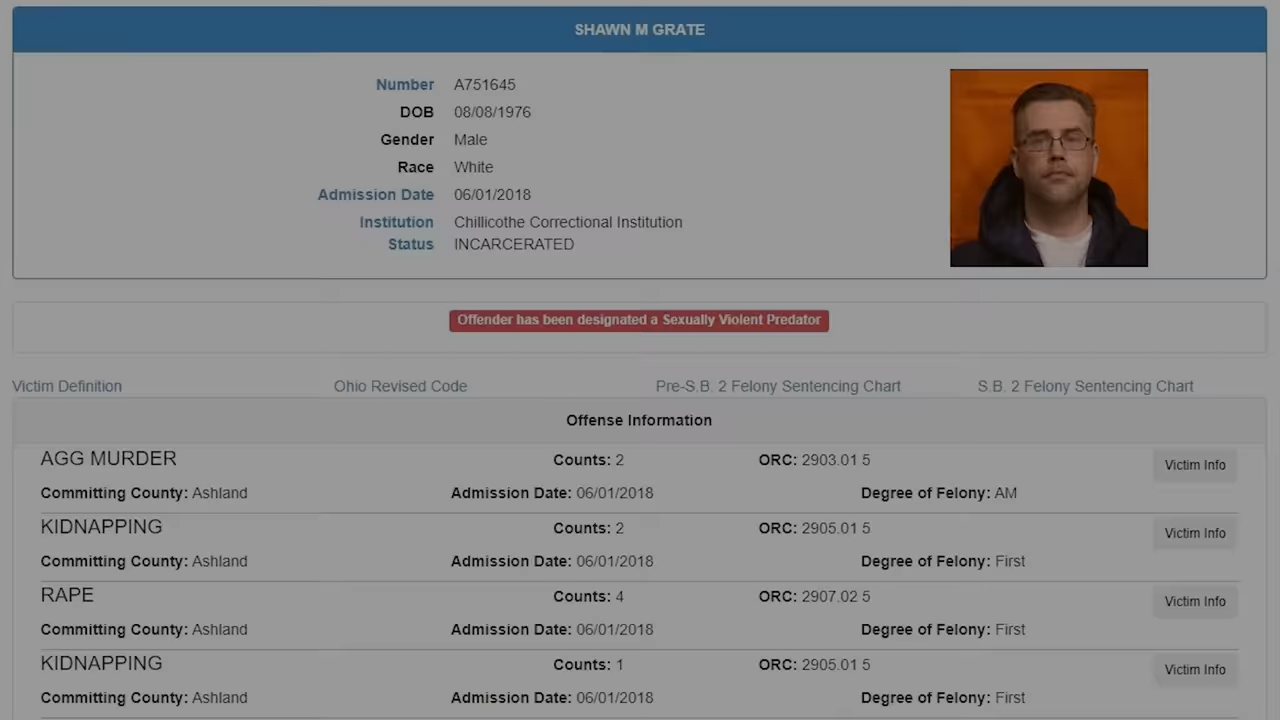 SHAWN M GRATE
Number A751645
DOB 08/08/1976
Gender Male
Race White
Admission Date 06/01/2018
Institution Chillicothe Correctional Institution
Status INCARCERATED
Offender has been designated a Sexually Violent Predator
Victim Definition Ohio Revised Code Pre-S.B. 2 Felony Sentencing Chart S.B. 2 Felony Sentencing Chart
Offense Information
AGG MURDER Counts: 2 ORC: 2903.01 5 Victim Info
Committing County: Ashland Admission Date: 06/01/2018 Degree of Felony: AM
KIDNAPPING Counts: 2 ORC: 2905.01 5 Victim Info
Committing County: Ashland Admission Date: 06/01/2018 Degree of Felony: First
RAPE Counts: 4 ORC: 2907.02 5 Victim Info
Committing County: Ashland Admission Date: 06/01/2018 Degree of Felony: First
KIDNAPPING Counts: 1 ORC: 2905.01 5 Victim Info
Committing County: Ashland Admission Date: 06/01/2018 Degree of Felony: First